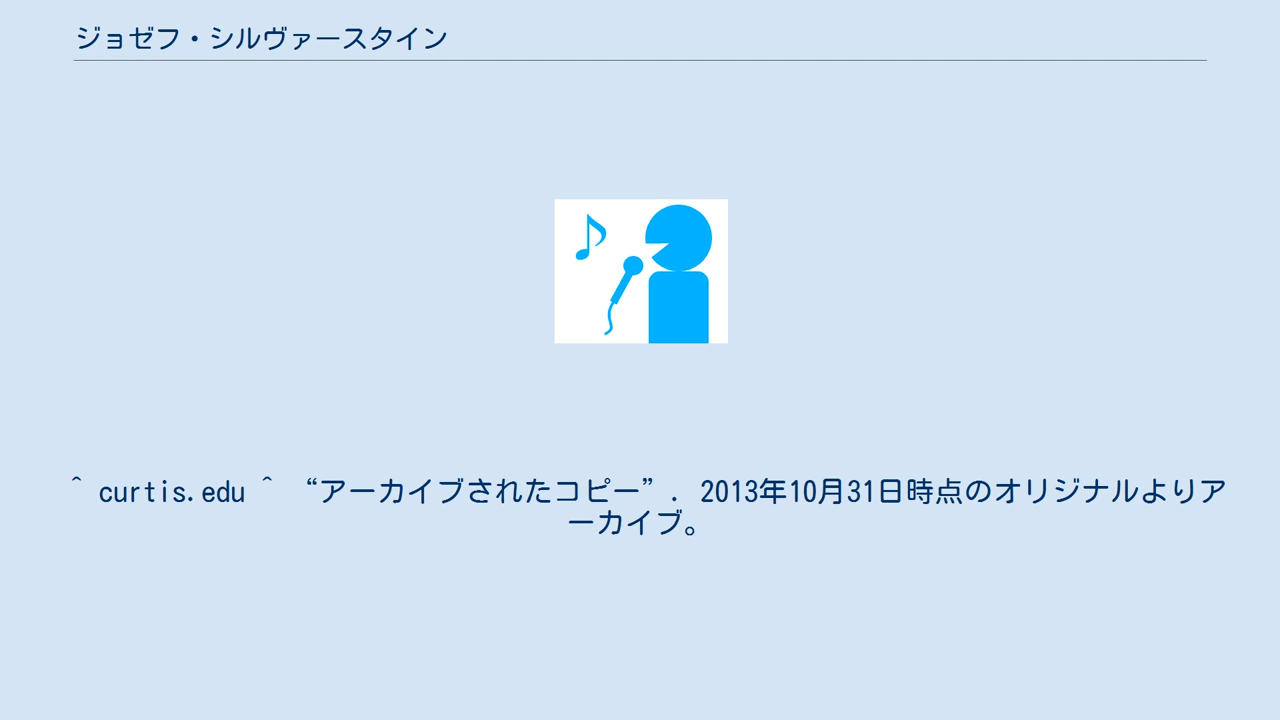 ジョゼフ・シルヴァースタイン
^ curtis.edu ^ “アーカイブされたコピー”. 2013年10月31日時点のオリジナルよりア
ーカイブ。